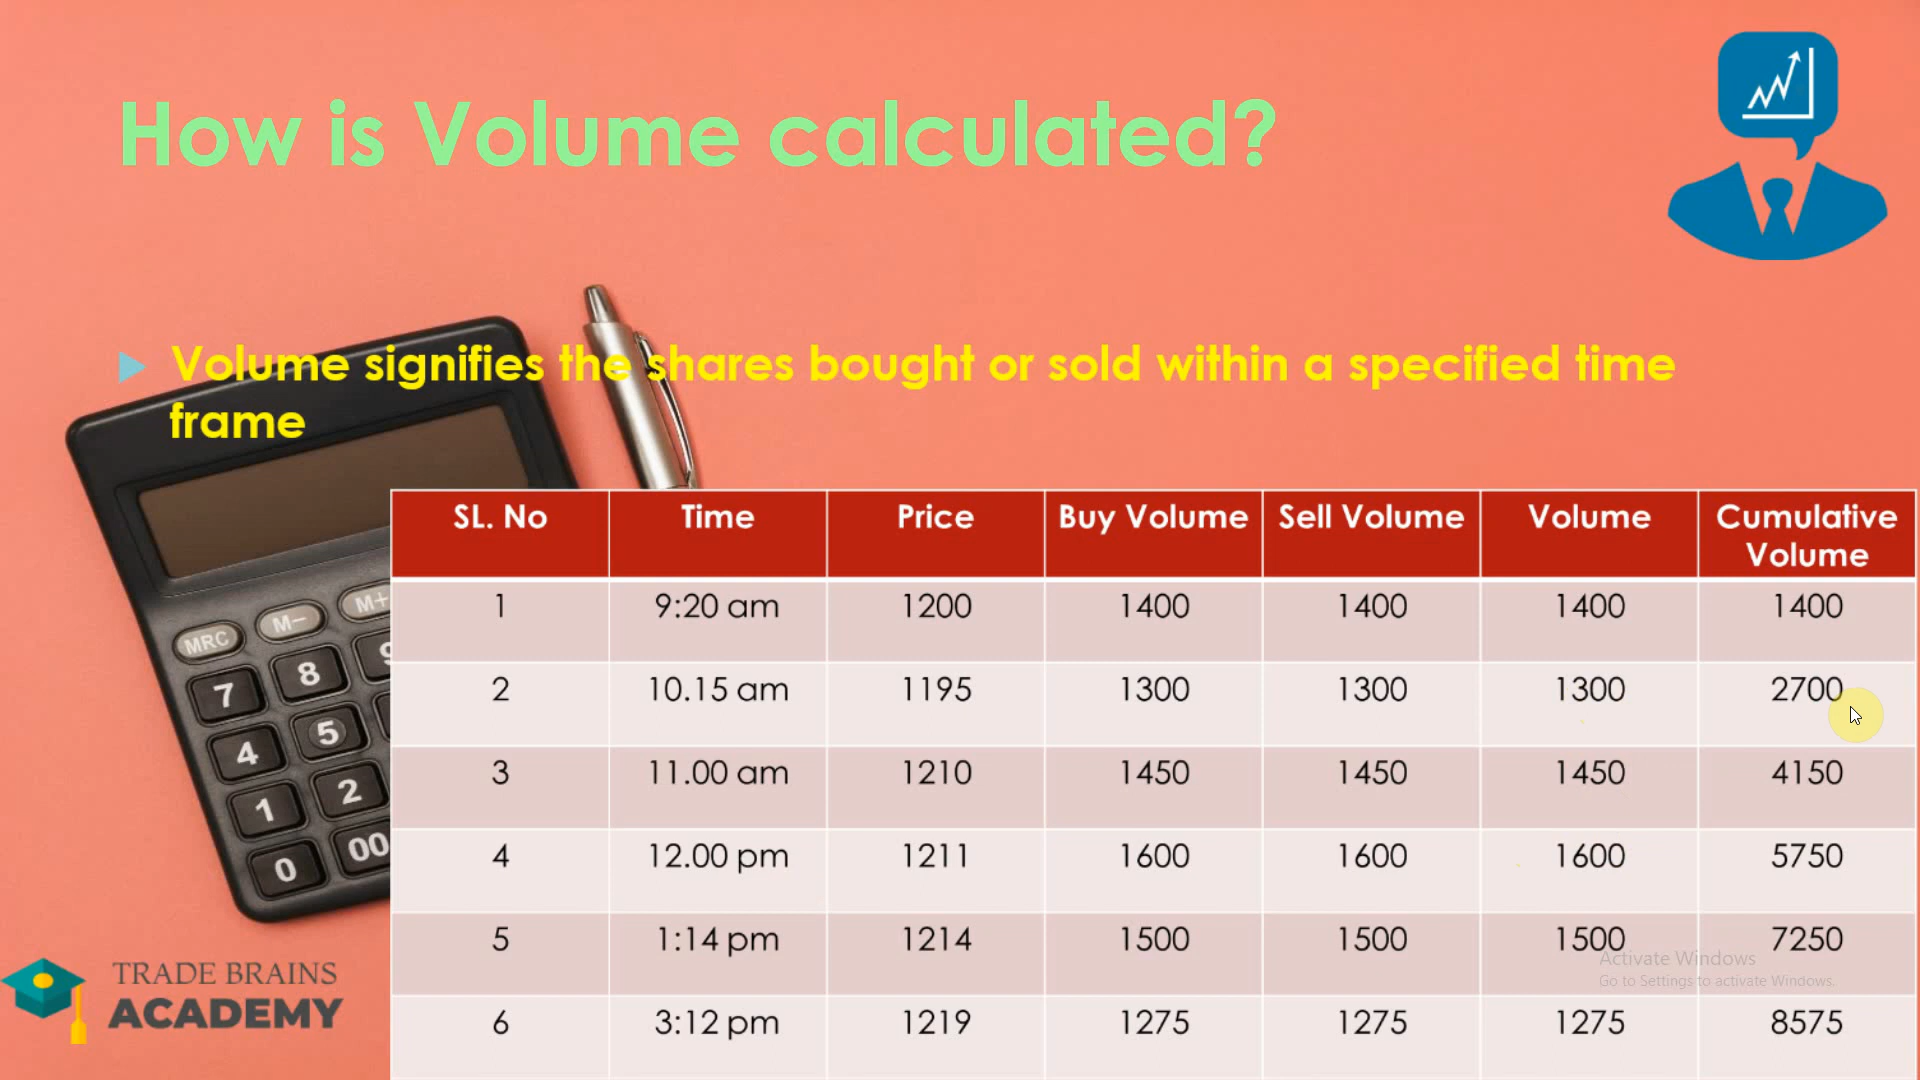 How is Volume calculated?
Volume signifies the shares bought or sold within a specified time
frame
SL. No Time Price Buy Volume Sell Volume Volume Cumulative
Volume
1 9:20 am 1200 1400 1400 1400 1400
2 10.15 am 1195 1300 1300 1300 2700
3 11.00 am 1210 1450 1450 1450 4150
4 12.00 pm 1211 1600 1600 1600 5750
5 1:14 pm 1214 1500 1500 1500 7250
6 3:12 pm 1219 1275 1275 1275 8575
MRC M− M+
7 8 9
4 5
1 2
0 00
TRADE BRAINS
ACADEMY
Activate Windows
Go to Settings to activate Windows.